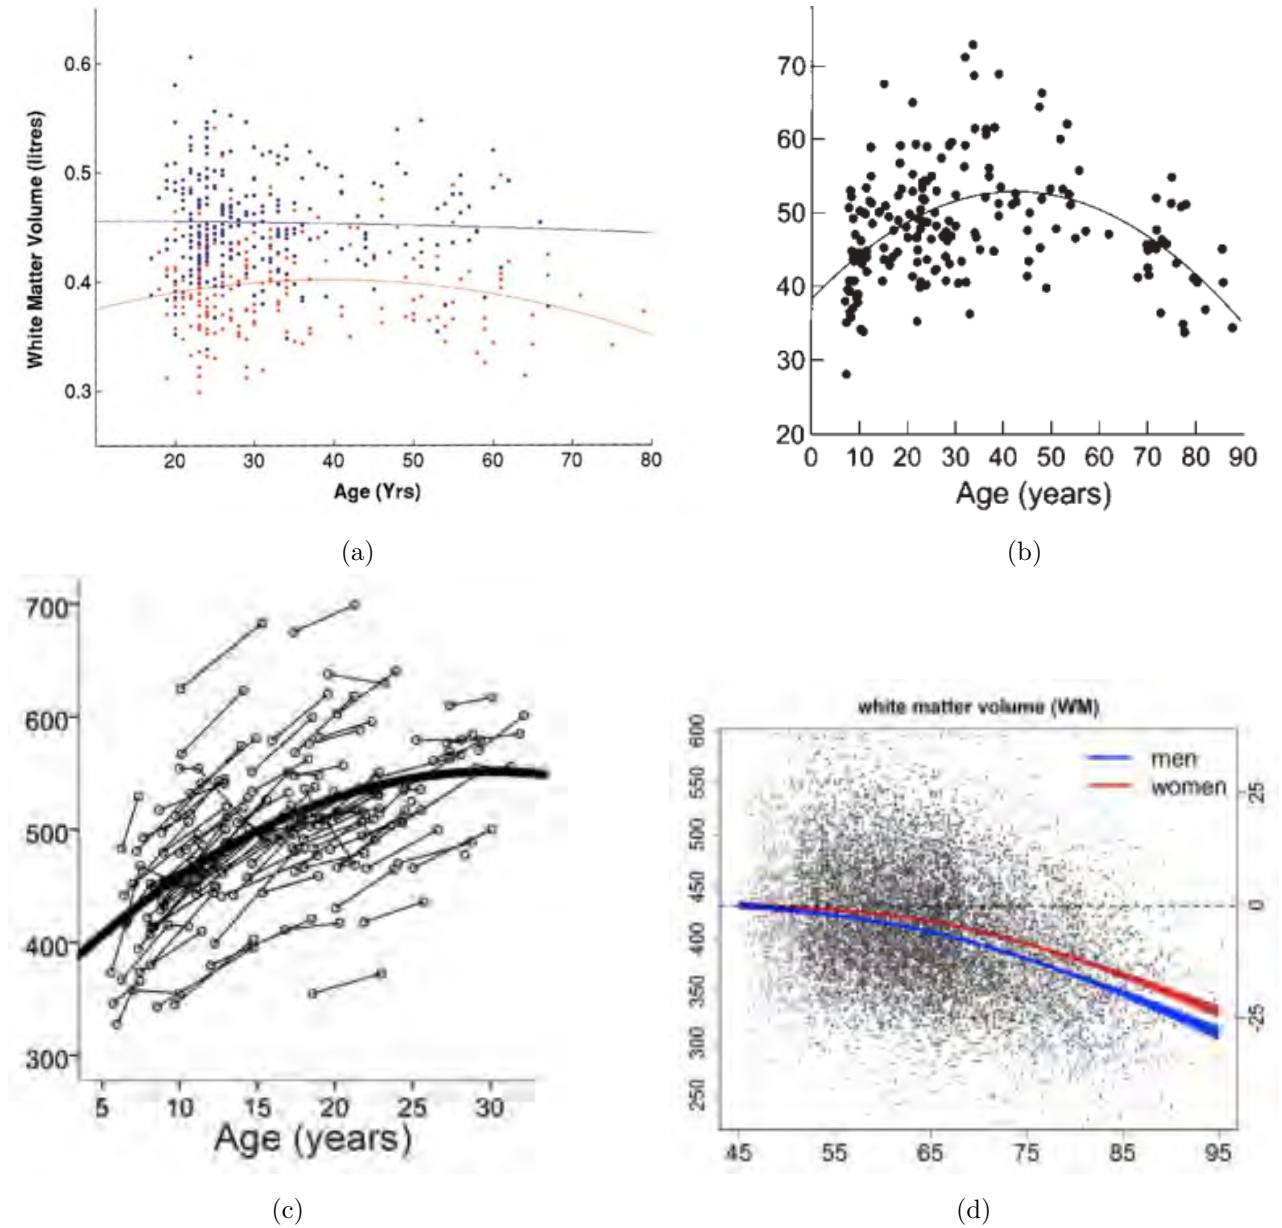 White Matter Volume (litres)
0.6
0.5
0.4
0.3
20 30 40 50 60 70 80
Age (Yrs)
(a)
70
60
50
40
30
20
0 10 20 30 40 50 60 70 80 90
Age (years)
(b)
700
600
500
400
300
5 10 15 20 25 30
Age (years)
(c)
white matter volume (WM)
men
women
600
550
500
450
400
350
300
250
25
0
-25
45 55 65 75 85 95
(d)